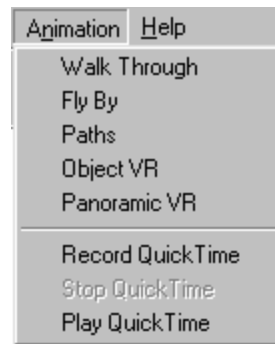 Animation Help
Walk Through
Fly By
Paths
Object VR
Panoramic VR
Record QuickTime
Stop QuickTime
Play QuickTime